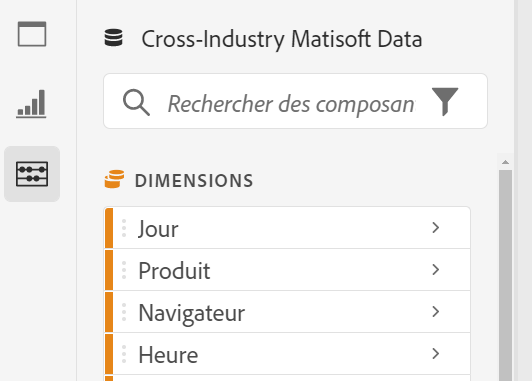 Cross-Industry Matisoft Data
Rechercher des composan
DIMENSIONS
Jour
Produit
Navigateur
Heure